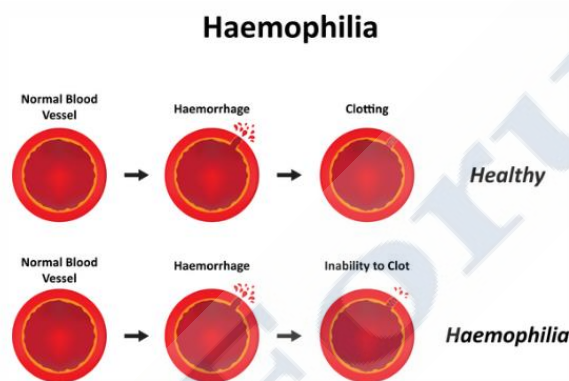 Haemophilia
Normal Blood
Vessel
Haemorrhage
Clotting
Healthy
Normal Blood
Vessel
Haemorrhage
Inability to Clot
Haemophilia